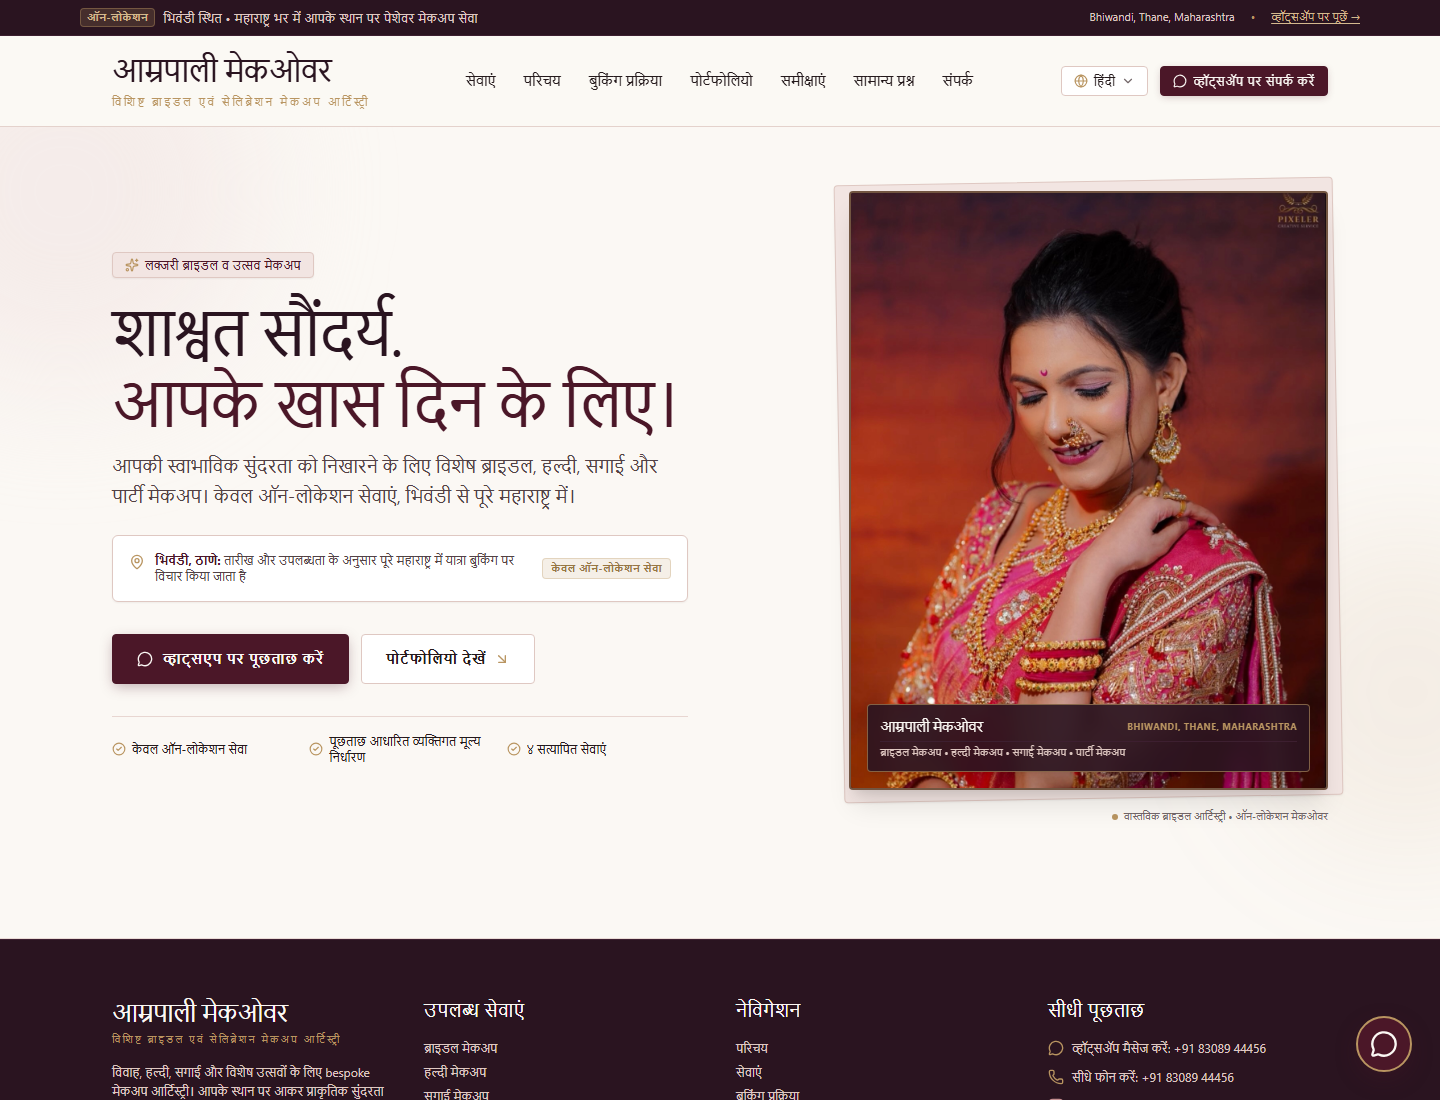 ऑन-लोकेशन भिवंडी स्थित • महाराष्ट्र भर में आपके स्थान पर पेशेवर मेकअप सेवा
Bhiwandi, Thane, Maharashtra • व्हॉट्सॲप पर पूछें →
आम्रपाली मेकओवर
विशिष्ट ब्राइडल एवं सेलिब्रेशन मेकअप आर्टिस्ट्री
सेवाएं परिचय बुकिंग प्रक्रिया पोर्टफोलियो समीक्षाएं सामान्य प्रश्न संपर्क
हिंदी
व्हॉट्सॲप पर संपर्क करें
लक्जरी ब्राइडल व उत्सव मेकअप
शाश्वत सौंदर्य.
आपके खास दिन के लिए।
आपकी स्वाभाविक सुंदरता को निखारने के लिए विशेष ब्राइडल, हल्दी, सगाई और
पार्टी मेकअप। केवल ऑन-लोकेशन सेवाएं, भिवंडी से पूरे महाराष्ट्र में।
भिवंडी, ठाणे: तारीख और उपलब्धता के अनुसार पूरे महाराष्ट्र में यात्रा बुकिंग पर
विचार किया जाता है
केवल ऑन-लोकेशन सेवा
व्हाट्सएप पर पूछताछ करें
पोर्टफोलियो देखें
केवल ऑन-लोकेशन सेवा
पूछताछ आधारित व्यक्तिगत मूल्य
निर्धारण
४ सत्यापित सेवाएं
PIXELER
आम्रपाली मेकओवर
BHIWANDI, THANE, MAHARASHTRA
ब्राइडल मेकअप • हल्दी मेकअप • सगाई मेकअप • पार्टी मेकअप
वास्तविक ब्राइडल आर्टिस्ट्री • ऑन-लोकेशन मेकओवर
आम्रपाली मेकओवर
विशिष्ट ब्राइडल एवं सेलिब्रेशन मेकअप आर्टिस्ट्री
विवाह, हल्दी, सगाई और विशेष उत्सवों के लिए bespoke
मेकअप आर्टिस्ट्री। आपके स्थान पर आकर प्राकृतिक सुंदरता
उपलब्ध सेवाएं
ब्राइडल मेकअप
हल्दी मेकअप
सगाई मेकअप
नेविगेशन
परिचय
सेवाएं
बुकिंग प्रक्रिया
सीधी पूछताछ
व्हॉट्सॲप मैसेज करें: +91 83089 44456
सीधे फोन करें: +91 83089 44456